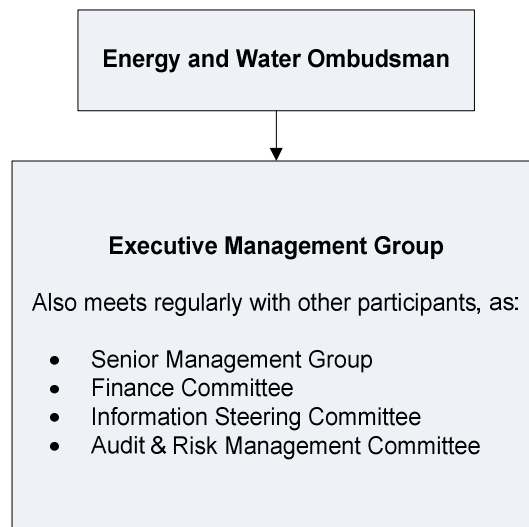 Energy and Water Ombudsman
Executive Management Group
Also meets regularly with other participants, as:
• Senior Management Group
• Finance Committee
• Information Steering Committee
• Audit & Risk Management Committee